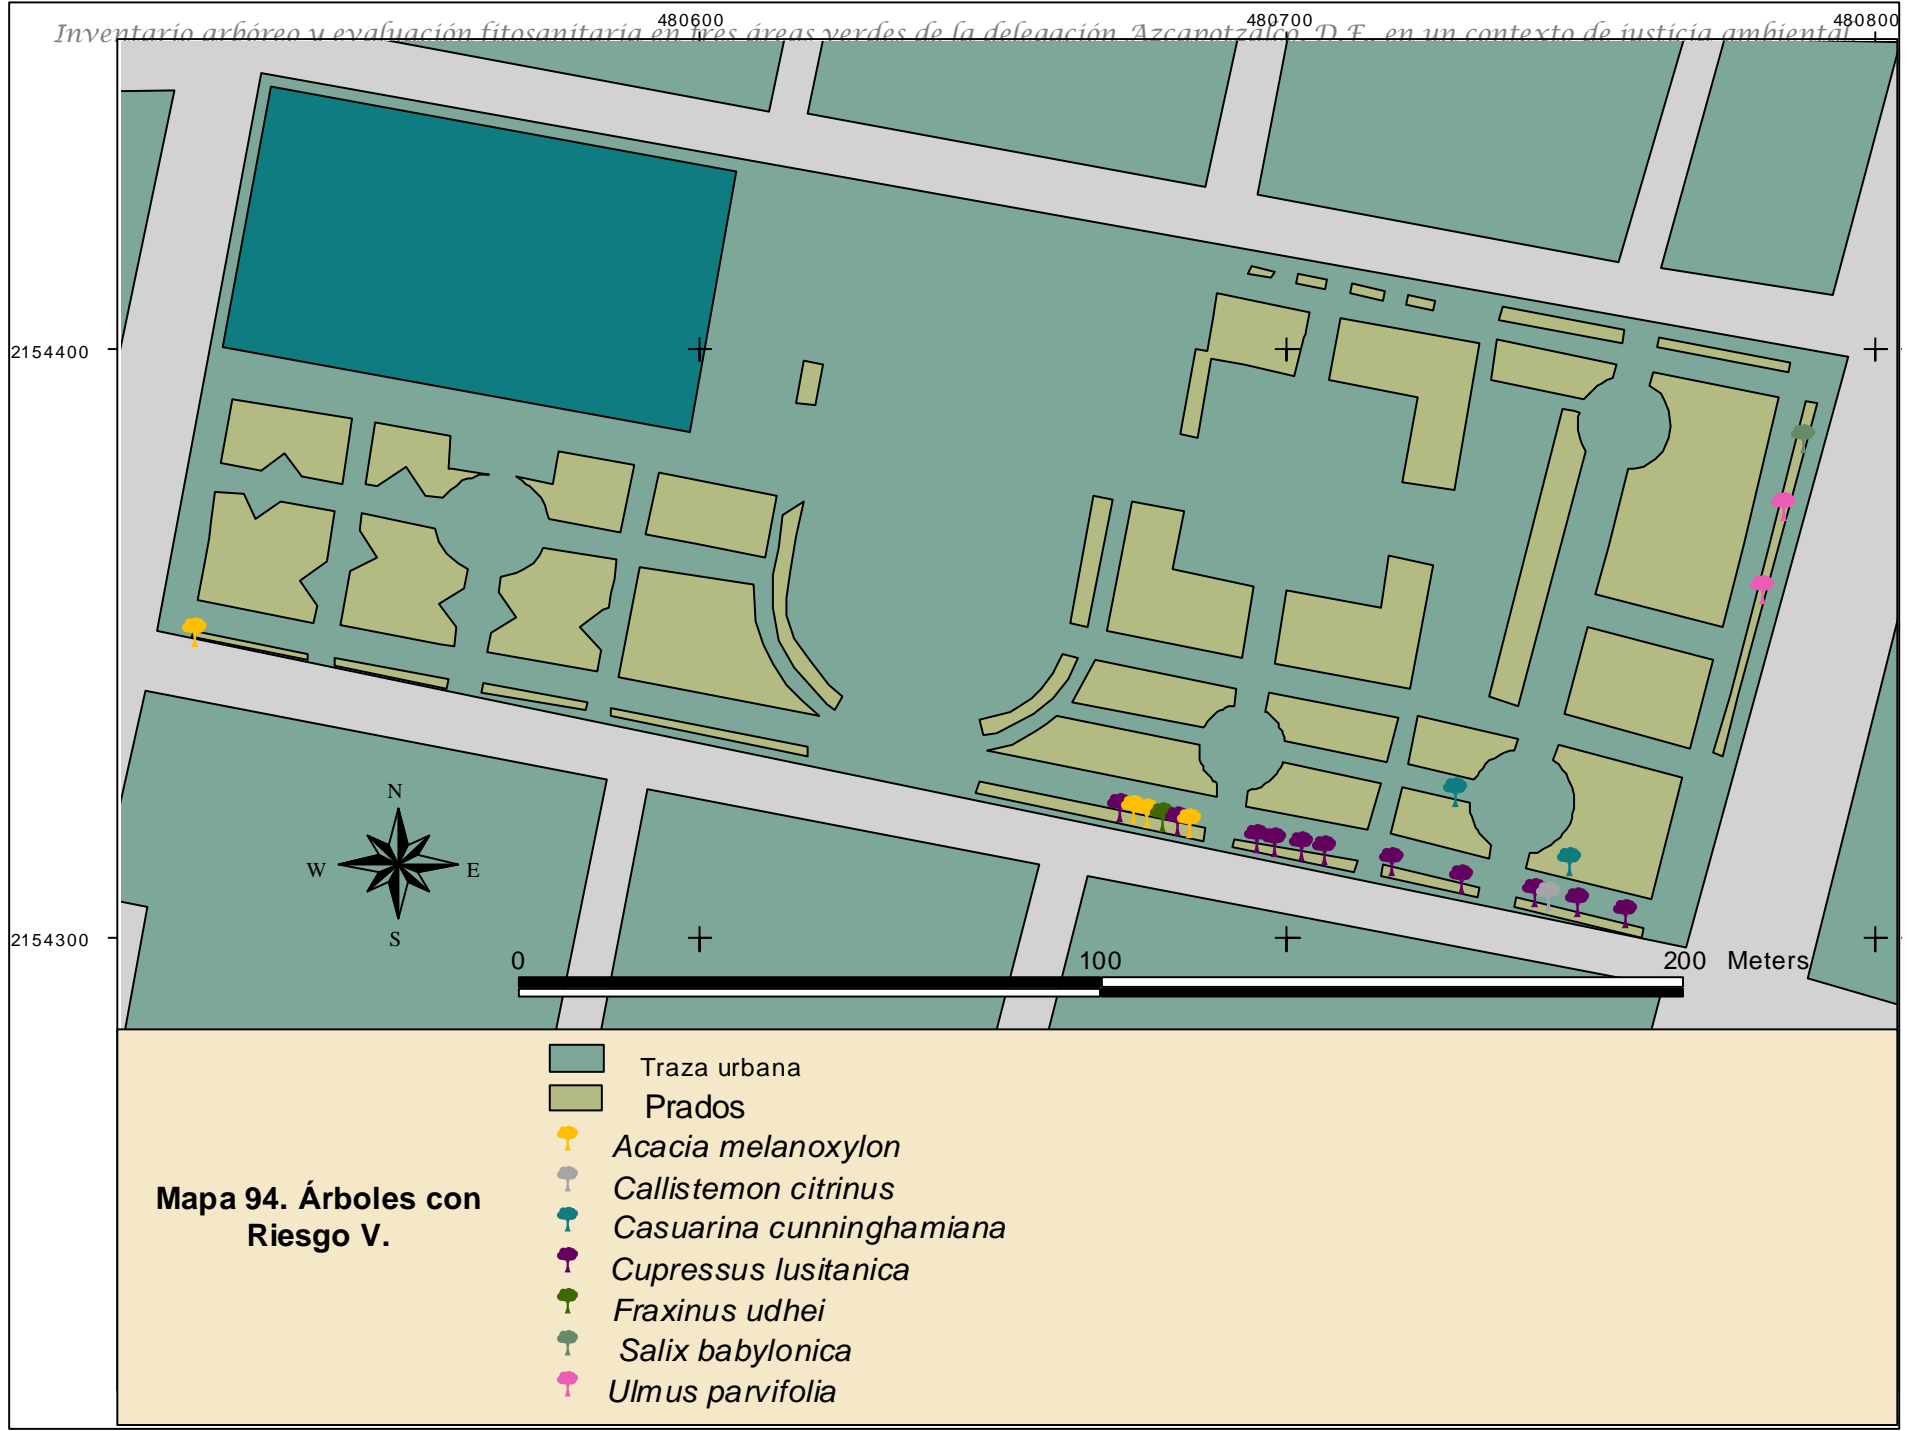 480600 480700 480800
Inventario arbóreo y evaluación fitosanitaria en tres áreas verdes de la delegación Azcapotzalco, D.F., en un contexto de justicia ambiental.
2154400
N
W E
S
2154300
0 100 200 Meters
Traza urbana
Prados
Acacia melanoxylon
Callistemon citrinus
Casuarina cunninghamiana
Cupressus lusitanica
Fraxinus udhei
Salix babylonica
Ulmus parvifolia
Mapa 94. Árboles con
Riesgo V.